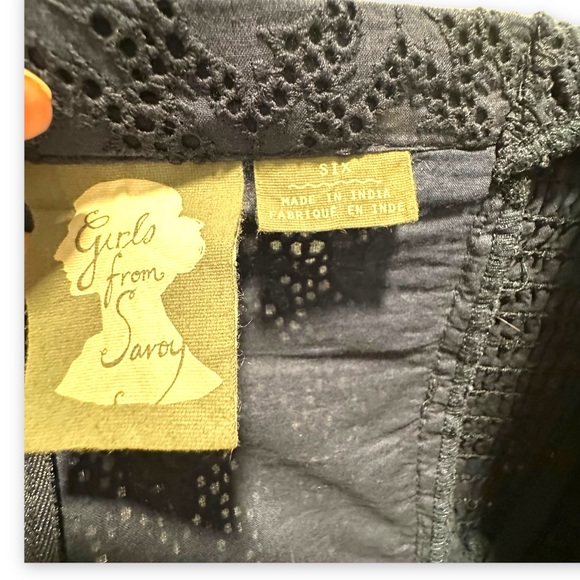 Girls
from
Savoy
SIX
MADE IN INDIA
FABRIQUÉ EN INDE